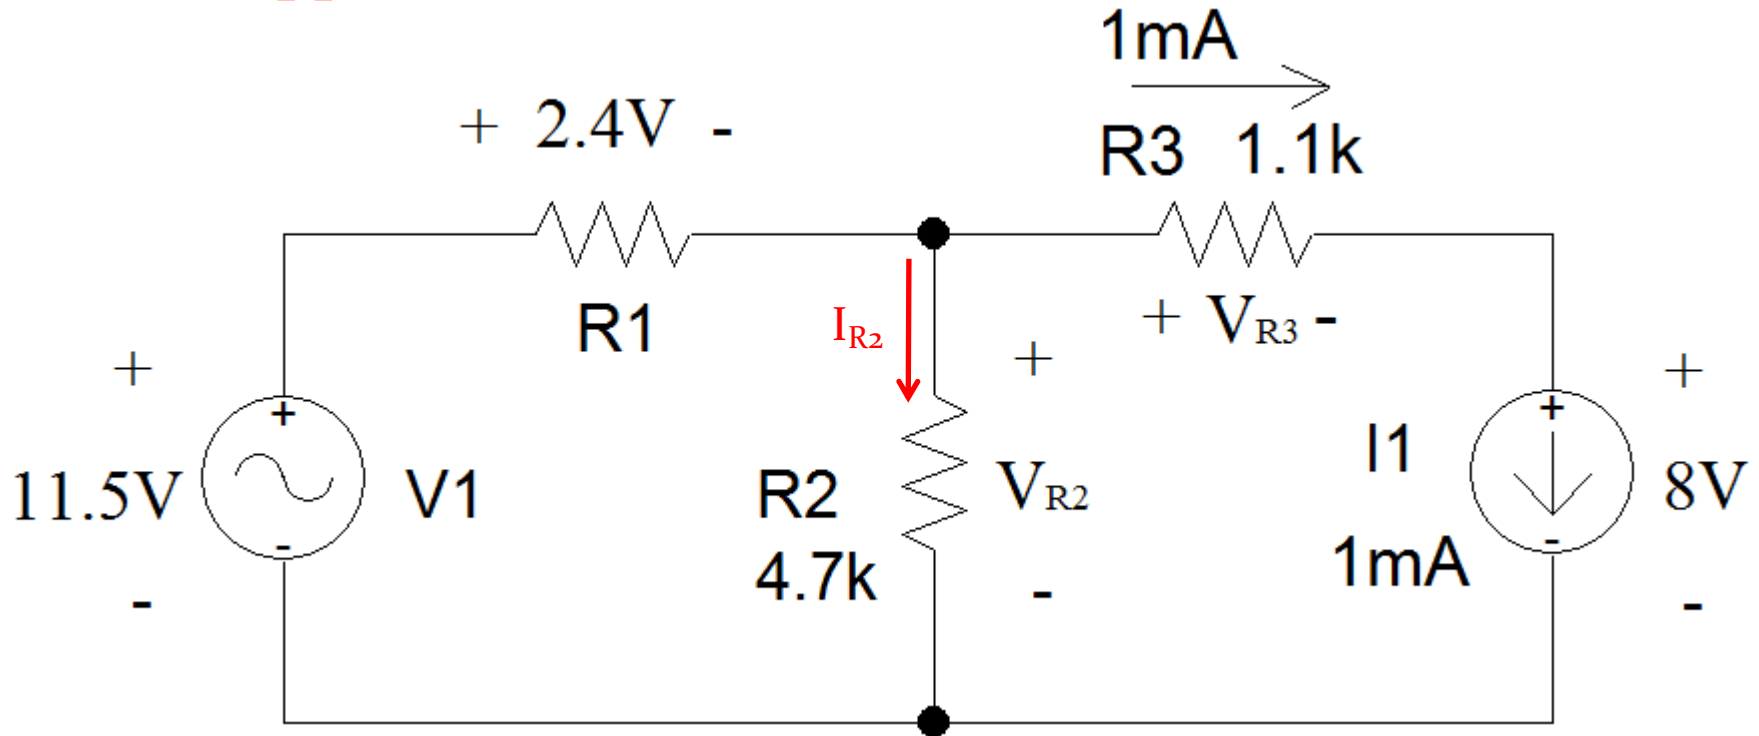 1mA
+ 2.4V -
R3 1.1k
R1
+ VR3 -
IR2
+
11.5V
-
+
-
V1
R2
4.7k
+
VR2
-
I1
1mA
+
-
+
8V
-